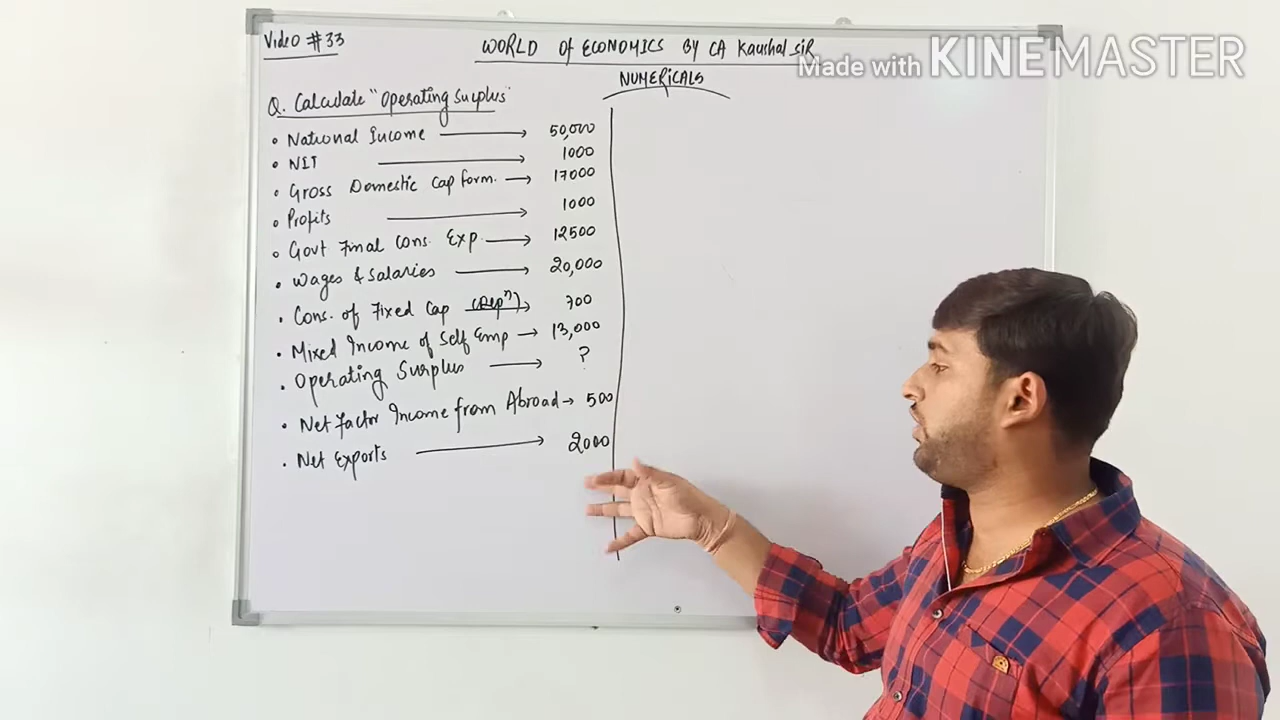 Video #33
WORLD of ECONOMICS By CA Kaushal Sir
Made with KINEMASTER
NUMERICALS
Q. Calculate "Operating Surplus"
• National Income → 50,000
• NIT → 1000
• Gross Domestic Cap form. → 17000
• Profits → 1000
• Govt Final Cons. Exp. → 12500
• Wages & Salaries → 20,000
• Cons. of Fixed Cap (Depⁿ) → 700
• Mixed Income of Self Emp → 13,000
• Operating Surplus → ?
• Net Factor Income from Abroad → 500
• Net Exports → 2000